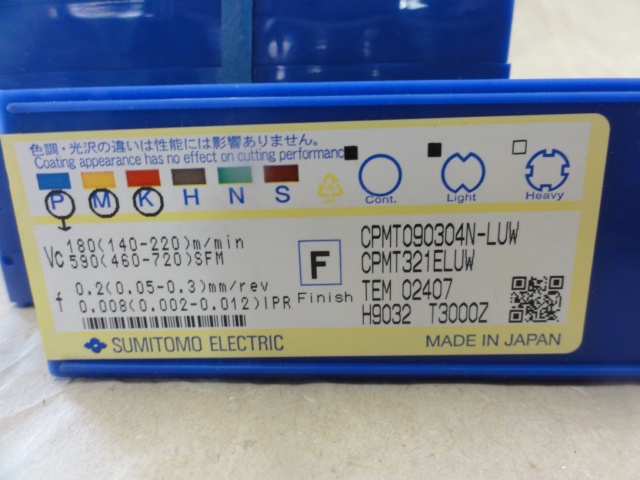 色調・光沢の違いは性能には影響ありません。
Coating appearance has no effect on cutting performanc
P M K H N S
Cont. Light Heavy
Vc 180(140-220)m/min
590(460-720)SFM
f 0.2(0.05-0.3)mm/rev
0.008(0.002-0.012)IPR
F
Finish
CPMT090304N-LUW
CPMT321ELUW
TEM 02407
H9032 T3000Z
SUMITOMO ELECTRIC
MADE IN JAPAN